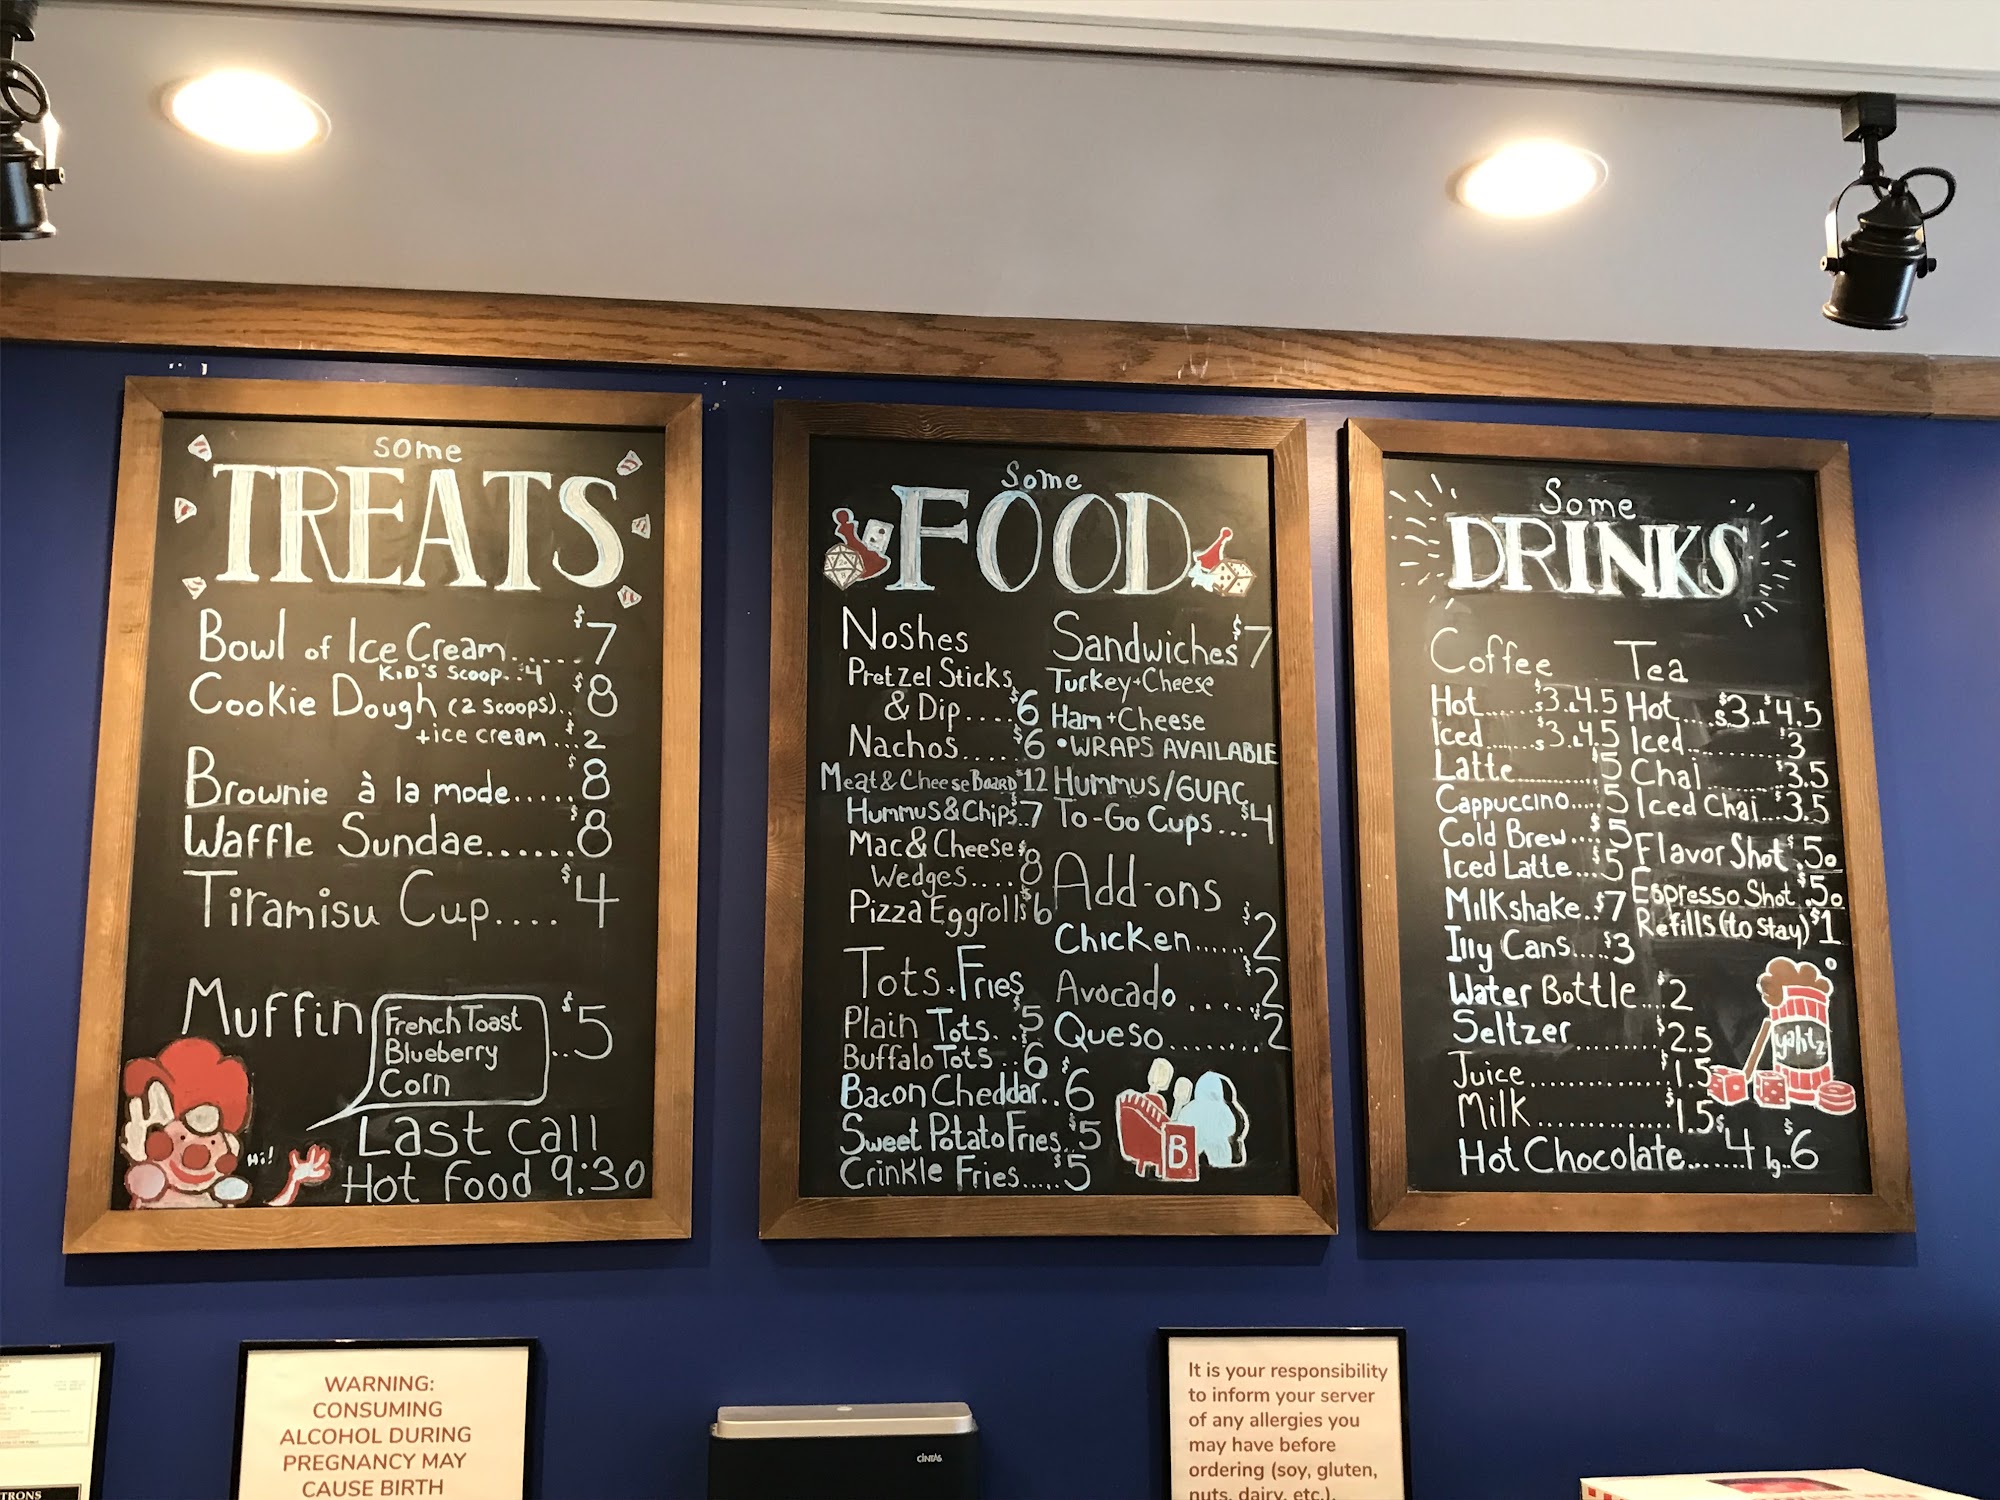 some
TREATS
Bowl of Ice Cream......$7
KiD'S Scoop..4
Cookie Dough (2 scoops)..$8
+ice cream...$2
Brownie à la mode.....$8
Waffle Sundae......$8
Tiramisu Cup....$4
Muffin
French Toast
Blueberry
Corn
..$5
Hi!
Last call
Hot food 9:30
Some
FOOD
Noshes
Pretzel Sticks
& Dip....$6
Nachos....$6
Meat & Cheese Board $12
Hummus & Chips..$7
Mac & Cheese
Wedges....$8
Pizza Eggrolls $6
Tots + Fries
Plain Tots..$5
Buffalo Tots...6
Bacon Cheddar..$6
Sweet Potato Fries..$5
Crinkle Fries.....$5
Sandwiches $7
Turkey+Cheese
Ham+Cheese
•WRAPS AVAILABLE
Hummus/GUAC
To-Go Cups...$4
Add-ons
Chicken......$2
Avocado.....$2
Queso........$2
B
Some
DRINKS
Coffee
Hot......s$3.L4.5
Iced......s$3.L4.5
Latte..........$5
Cappuccino.....$5
Cold Brew....$5
Iced Latte...$5
Milkshake..$7
Illy Cans....$3
Water Bottle...$2
Seltzer.........$2.5
Juice..............$1.5
Milk............$1.5
Hot Chocolate.......$4 lg..$6
Tea
Hot....s$3.L$4.5
Iced..........$3
Chai........$3.5
Iced Chai...$3.5
Flavor Shot $.50
Espresso Shot $.50
Refills (to stay) $1
yahtz
WARNING:
CONSUMING
ALCOHOL DURING
PREGNANCY MAY
CAUSE BIRTH
CINTAS
It is your responsibility
to inform your server
of any allergies you
may have before
ordering (soy, gluten,
nuts, dairy, etc.).
TRONS